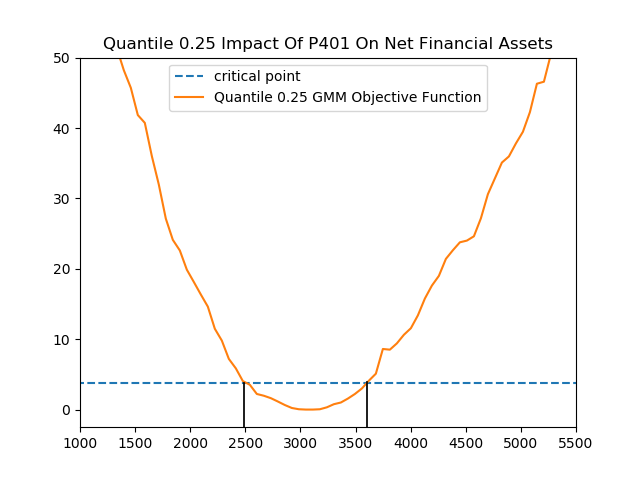 Quantile 0.25 Impact Of P401 On Net Financial Assets
critical point
Quantile 0.25 GMM Objective Function
50
40
30
20
10
0
1000 1500 2000 2500 3000 3500 4000 4500 5000 5500